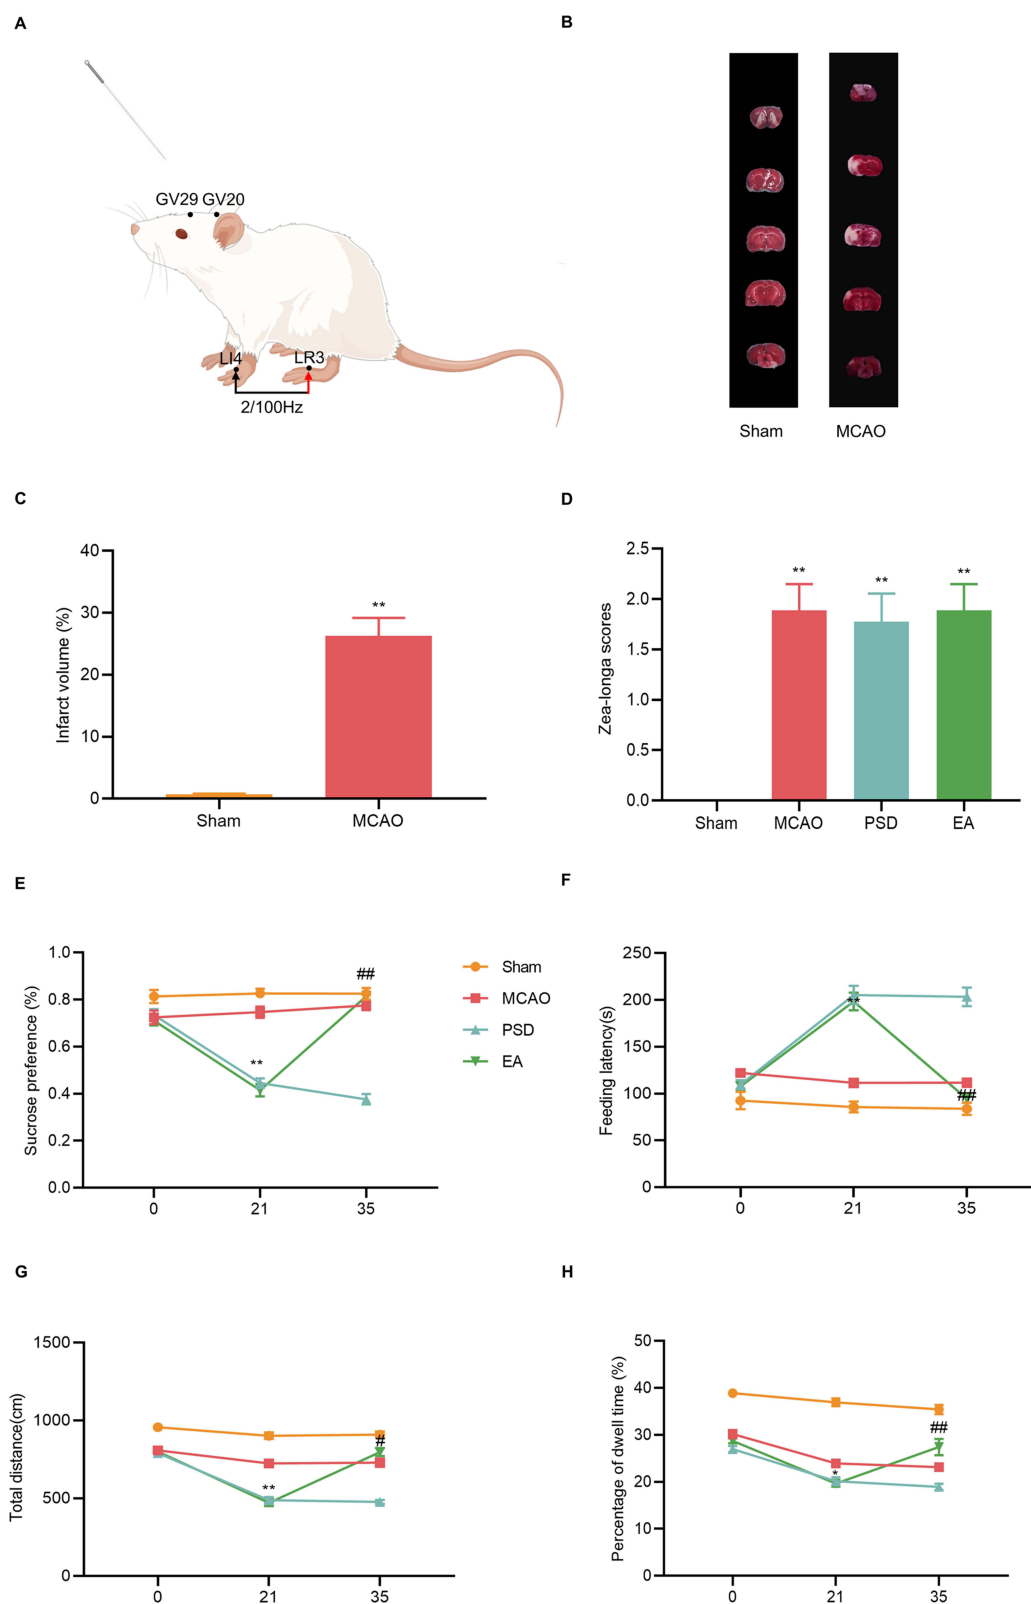 A
B
GV29 GV20
LI4
LR3
2/100Hz
Sham
MCAO
C
D
Infarct volume (%)
40
30
20
10
0
**
Sham
MCAO
Zea-longa scores
2.5
2.0
1.5
1.0
0.5
0.0
**
**
**
Sham
MCAO
PSD
EA
E
F
Sucrose preference (%)
1.0
0.8
0.6
0.4
0.2
0.0
**
##
0
21
35
Sham
MCAO
PSD
EA
Feeding latency(s)
250
200
150
100
50
0
**
##
0
21
35
G
H
Total distance(cm)
1500
1000
500
0
**
#
0
21
35
Percentage of dwell time (%)
50
40
30
20
10
0
*
##
0
21
35